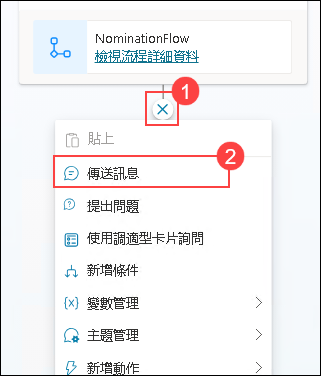 NominationFlow
檢視流程詳細資料
1
貼上
2
傳送訊息
提出問題
使用調適型卡片詢問
新增條件
{x} 變數管理
主題管理
新增動作